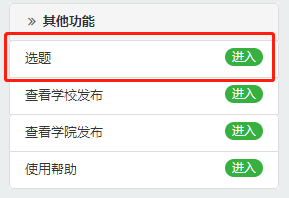 » 其他功能
选题 进入
查看学校发布 进入
查看学院发布 进入
使用帮助 进入